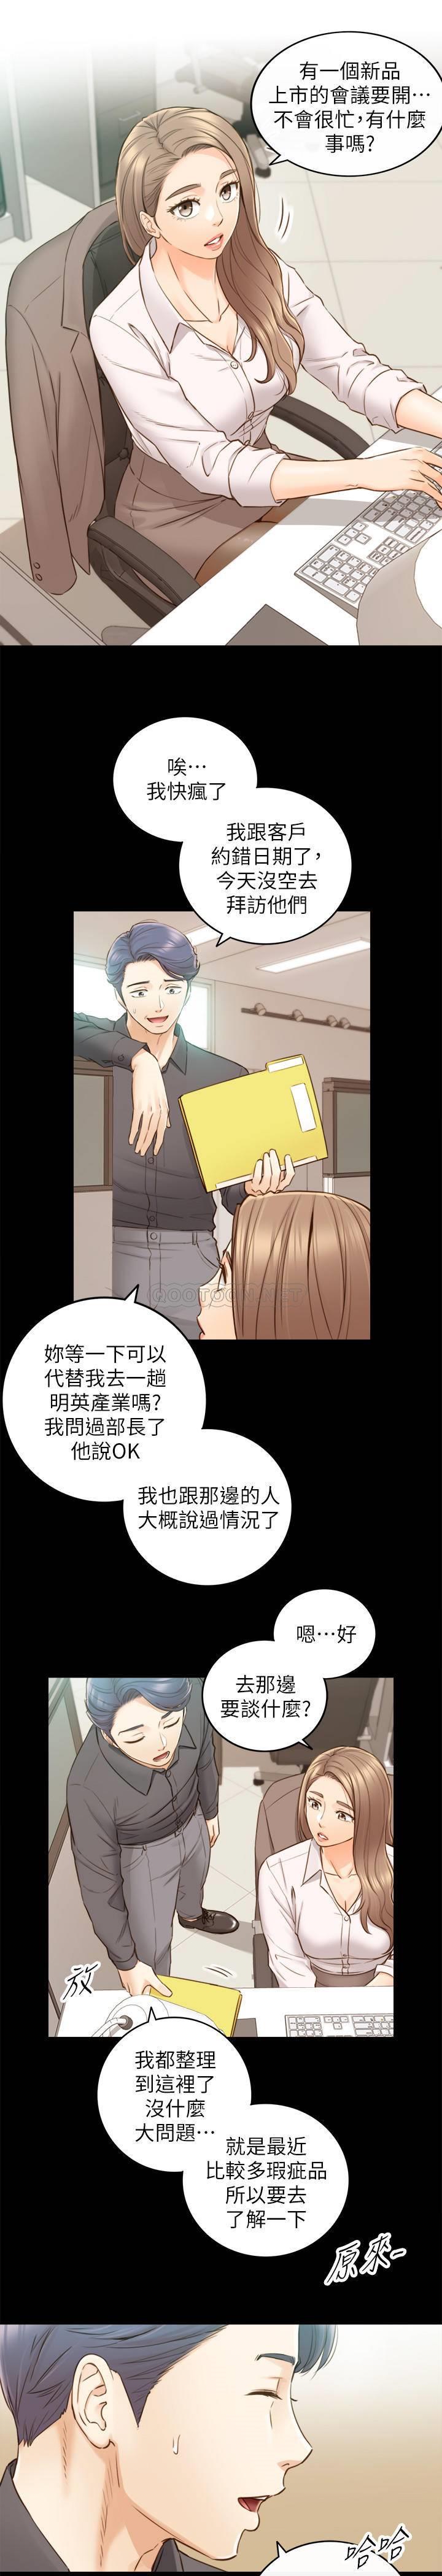 有一個新品
上市的會議要開…
不會很忙,有什麼
事嗎?
唉…
我快瘋了
我跟客戶
約錯日期了,
今天沒空去
拜訪他們
妳等一下可以
代替我去一趟
明英產業嗎?
我問過部長了
他說OK
我也跟那邊的人
大概說過情況了
嗯…好
去那邊
要談什麼?
放
我都整理
到這裡了
沒什麼
大問題…
就是最近
比較多瑕疵品
所以要去
了解一下
原來~
哈哈